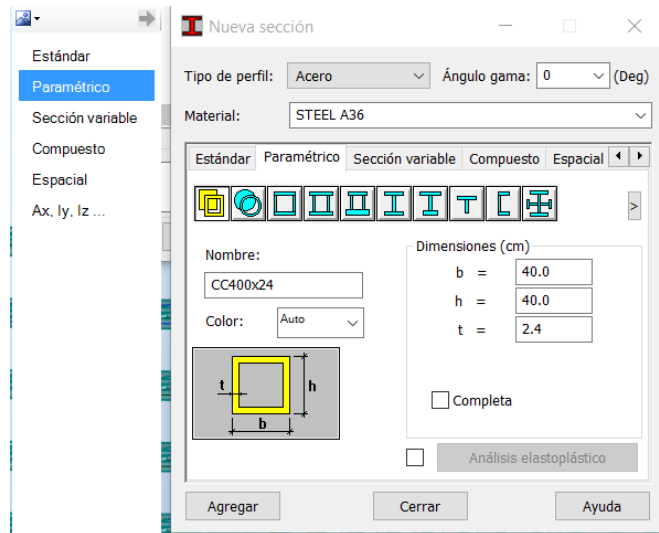 Estándar
Paramétrico
Sección variable
Compuesto
Espacial
Ax, Iy, Iz ...
Nueva sección
Tipo de perfil: Acero Ángulo gama: 0 (Deg)
Material: STEEL A36
Estándar Paramétrico Sección variable Compuesto Espacial
>
Nombre:
CC400x24
Color: Auto
Dimensiones (cm)
b = 40.0
h = 40.0
t = 2.4
t h
b
Completa
Análisis elastoplástico
Agregar Cerrar Ayuda